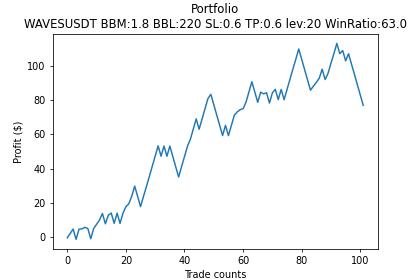 Portfolio
WAVESUSDT BBM:1.8 BBL:220 SL:0.6 TP:0.6 lev:20 WinRatio:63.0
100
80
60
40
20
0
Profit ($)
0 20 40 60 80 100
Trade counts